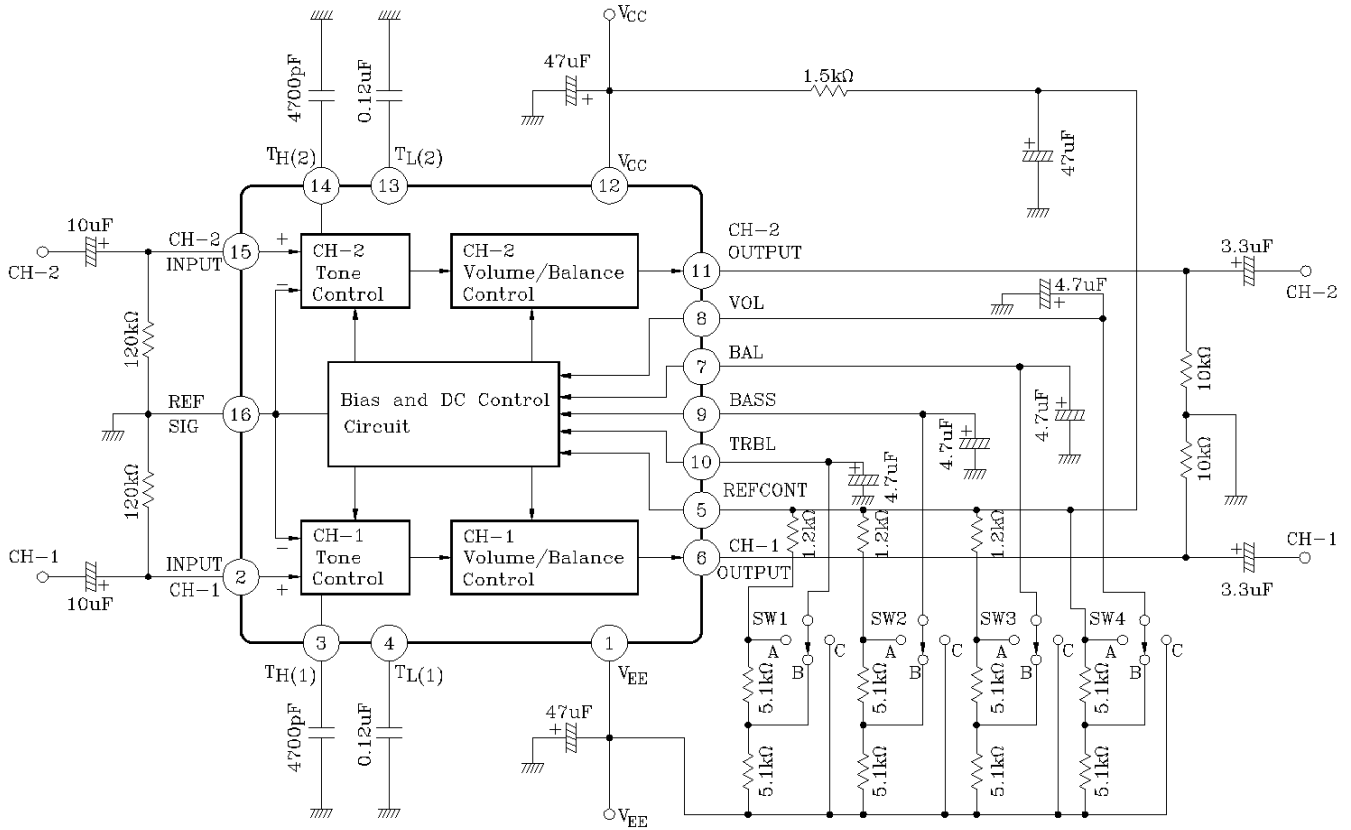 VCC
47uF
+
1.5kΩ
4700pF
0.12uF
+
47uF
TH(2)
TL(2)
VCC
14
13
12
10uF
+
CH-2
CH-2
INPUT
15
+
−
CH-2
Tone
Control
CH-2
Volume/Balance
Control
CH-2
OUTPUT
11
3.3uF
+
CH-2
4.7uF
+
VOL
8
120kΩ
BAL
7
10kΩ
REF
SIG
16
Bias and DC Control
Circuit
BASS
9
+
4.7uF
+
4.7uF
TRBL
10
+
4.7uF
10kΩ
120kΩ
REFCONT
5
1.2kΩ
1.2kΩ
1.2kΩ
CH-1
INPUT
CH-1
2
+
10uF
−
+
CH-1
Tone
Control
CH-1
Volume/Balance
Control
6
CH-1
OUTPUT
+
3.3uF
CH-1
SW1
A
B
C
SW2
A
B
C
SW3
A
B
C
SW4
A
B
C
3
4
1
TH(1)
TL(1)
VEE
5.1kΩ
5.1kΩ
5.1kΩ
5.1kΩ
4700pF
0.12uF
47uF
+
5.1kΩ
5.1kΩ
5.1kΩ
5.1kΩ
VEE